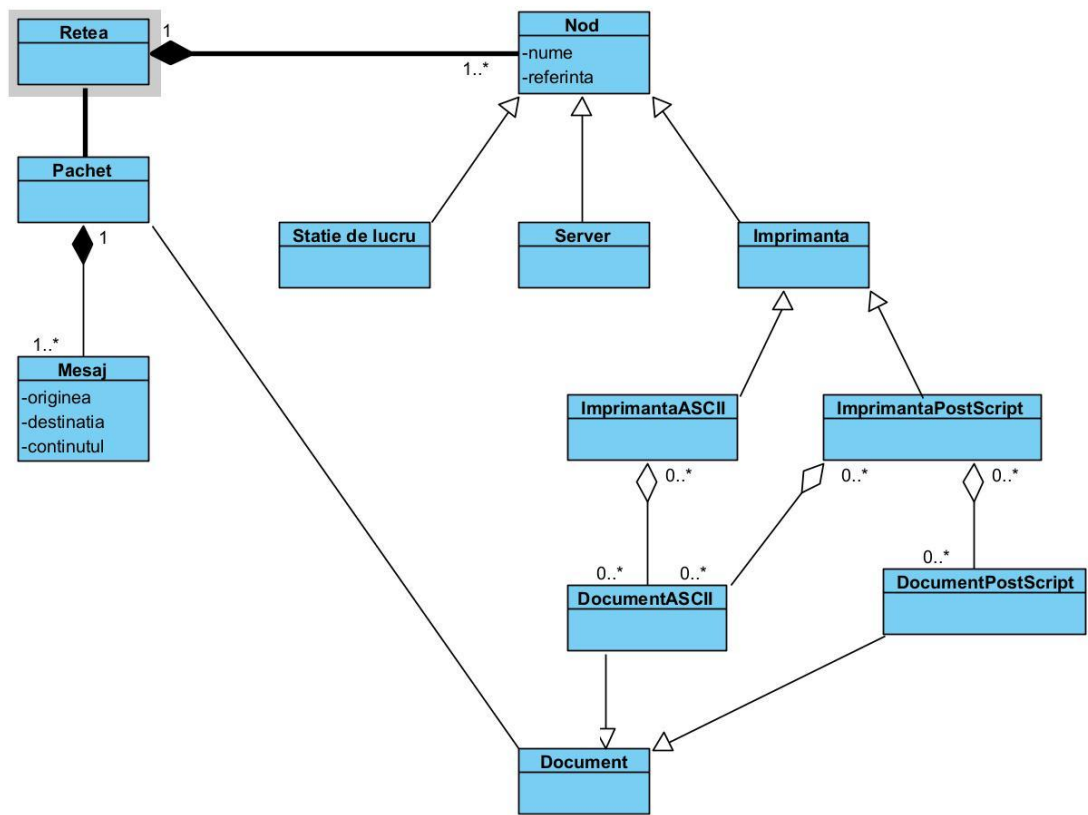 Retea
1
1..*
Nod
-nume
-referinta
Pachet
1
Statie de lucru
Server
Imprimanta
1..*
Mesaj
-originea
-destinatia
-continutul
ImprimantaASCII
ImprimantaPostScript
0..*
0..*
0..*
0..*
0..*
0..*
DocumentASCII
DocumentPostScript
Document